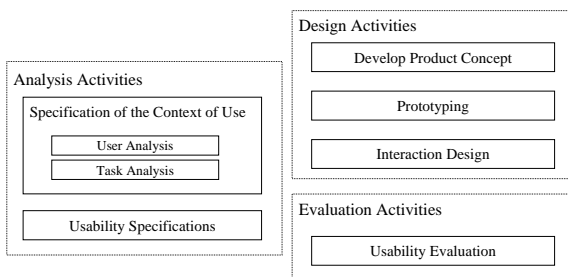 Analysis Activities
Specification of the Context of Use
User Analysis
Task Analysis
Usability Specifications
Design Activities
Develop Product Concept
Prototyping
Interaction Design
Evaluation Activities
Usability Evaluation